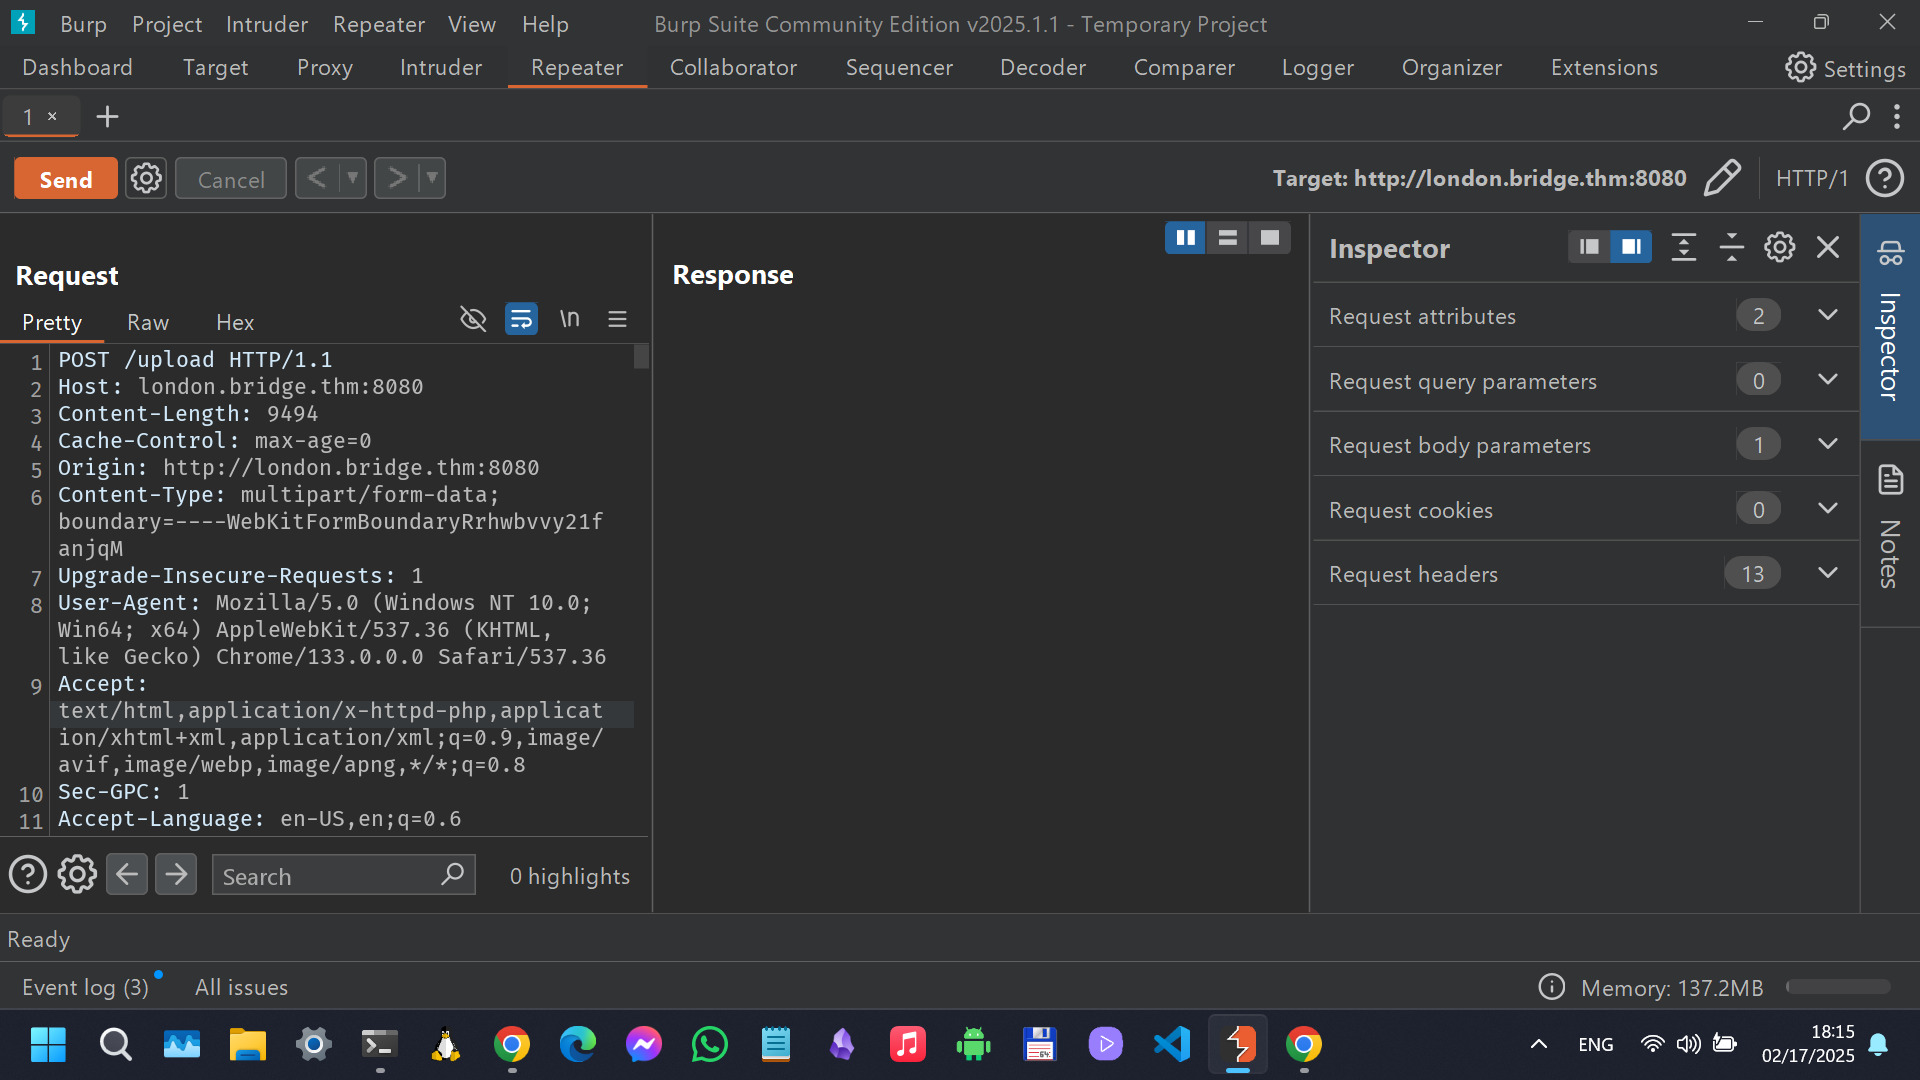 Burp Project Intruder Repeater View Help Burp Suite Community Edition v2025.1.1 - Temporary Project
Dashboard Target Proxy Intruder Repeater Collaborator Sequencer Decoder Comparer Logger Organizer Extensions Settings
1 × +
Send Cancel < > Target: http://london.bridge.thm:8080 HTTP/1
Request
Pretty Raw Hex \n
1 POST /upload HTTP/1.1
2 Host: london.bridge.thm:8080
3 Content-Length: 9494
4 Cache-Control: max-age=0
5 Origin: http://london.bridge.thm:8080
6 Content-Type: multipart/form-data;
boundary=----WebKitFormBoundaryRrhwbvvy21f
anjqM
7 Upgrade-Insecure-Requests: 1
8 User-Agent: Mozilla/5.0 (Windows NT 10.0;
Win64; x64) AppleWebKit/537.36 (KHTML,
like Gecko) Chrome/133.0.0.0 Safari/537.36
9 Accept:
text/html,application/x-httpd-php,applicat
ion/xhtml+xml,application/xml;q=0.9,image/
avif,image/webp,image/apng,*/*;q=0.8
10 Sec-GPC: 1
11 Accept-Language: en-US,en;q=0.6
Search 0 highlights
Response
Inspector
Request attributes 2
Request query parameters 0
Request body parameters 1
Request cookies 0
Request headers 13
Inspector
Notes
Ready
Event log (3) All issues Memory: 137.2MB
64
ENG
18:15
02/17/2025